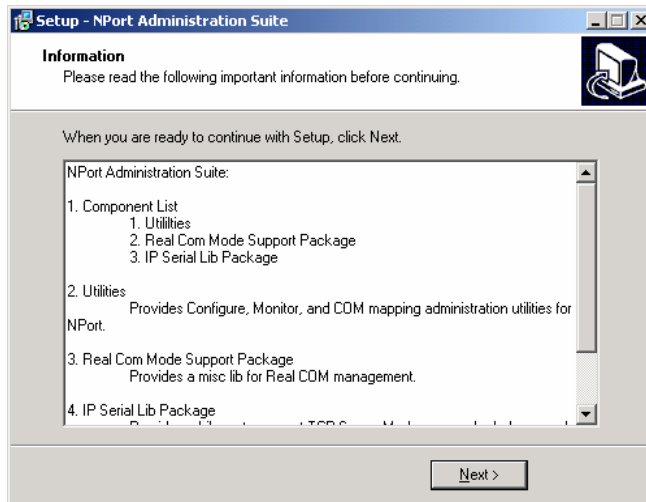 Setup - NPort Administration Suite
Information
Please read the following important information before continuing.
When you are ready to continue with Setup, click Next.
NPort Administration Suite:
1. Component List
1. Utililties
2. Real Com Mode Support Package
3. IP Serial Lib Package
2. Utilities
Provides Configure, Monitor, and COM mapping administration utilities for
NPort.
3. Real Com Mode Support Package
Provides a misc lib for Real COM management.
4. IP Serial Lib Package
Next >